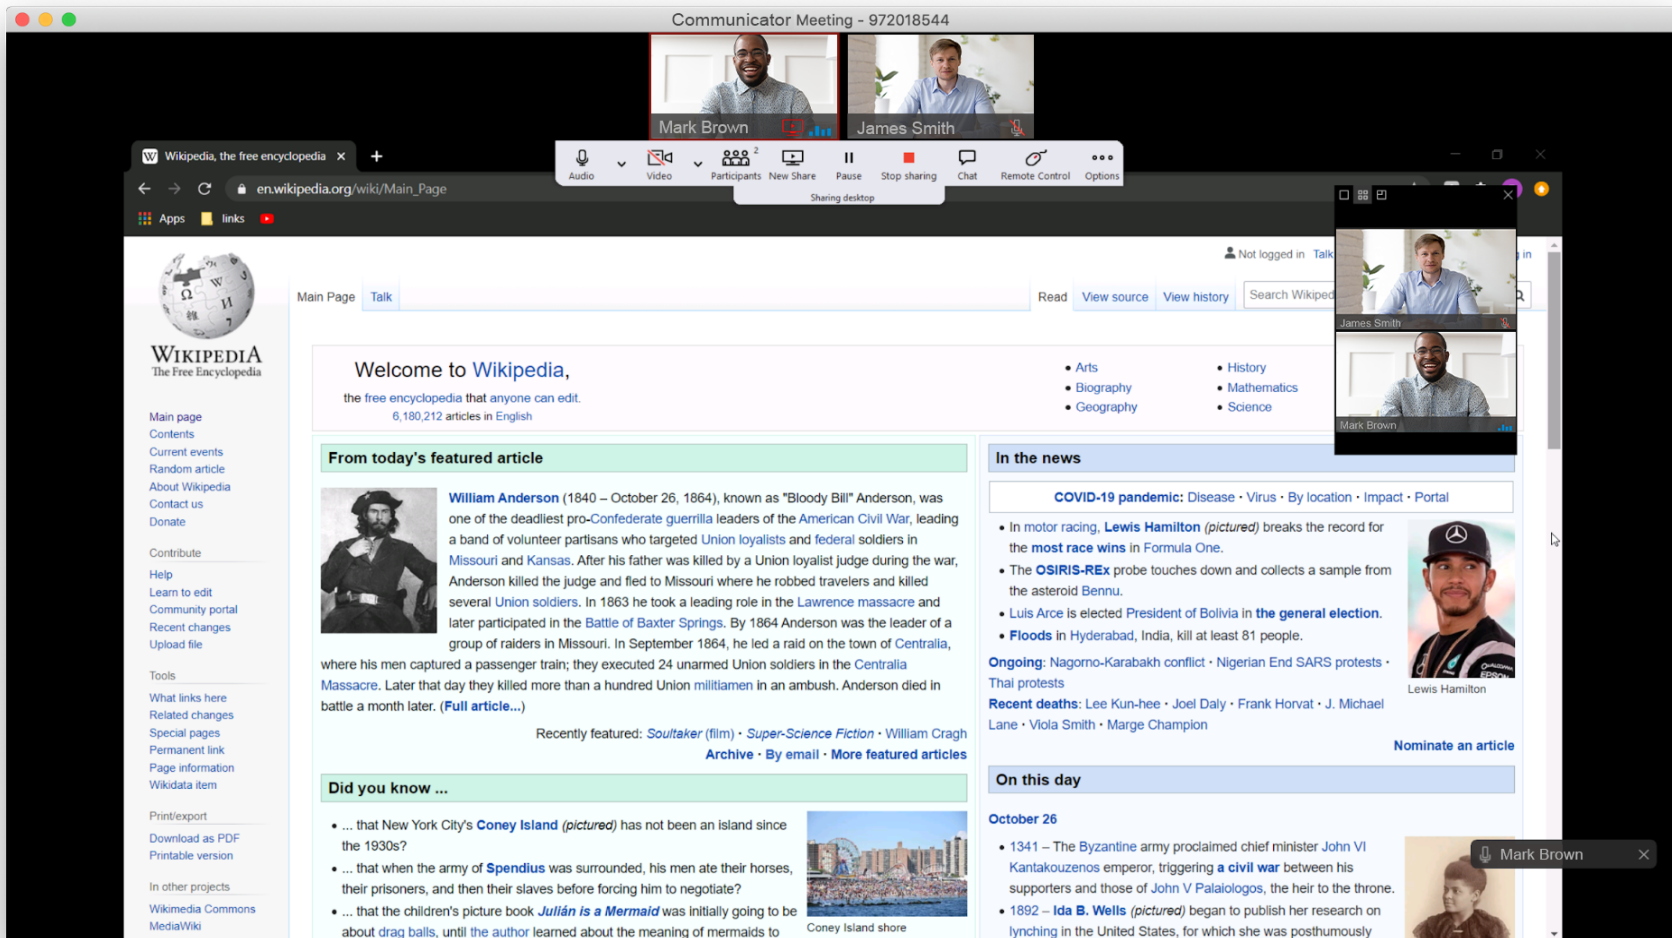 Communicator Meeting - 972018544
Mark Brown
James Smith
Wikipedia, the free encyclopedia
en.wikipedia.org/wiki/Main_Page
Apps
links
Audio
Video
Participants 2
New Share
Pause
Stop sharing
Chat
Remote Control
Options
Sharing desktop
James Smith
Mark Brown
WIKIPEDIA
The Free Encyclopedia
Main page
Contents
Current events
Random article
About Wikipedia
Contact us
Donate
Contribute
Help
Learn to edit
Community portal
Recent changes
Upload file
Tools
What links here
Related changes
Special pages
Permanent link
Page information
Wikidata item
Print/export
Download as PDF
Printable version
In other projects
Wikimedia Commons
MediaWiki
Not logged in Talk
in
Main Page Talk
Read View source View history
Search Wikiped
Welcome to Wikipedia,
the free encyclopedia that anyone can edit.
6,180,212 articles in English
• Arts
• Biography
• Geography
• History
• Mathematics
• Science
From today's featured article
William Anderson (1840 – October 26, 1864), known as "Bloody Bill" Anderson, was
one of the deadliest pro-Confederate guerrilla leaders of the American Civil War, leading
a band of volunteer partisans who targeted Union loyalists and federal soldiers in
Missouri and Kansas. After his father was killed by a Union loyalist judge during the war,
Anderson killed the judge and fled to Missouri where he robbed travelers and killed
several Union soldiers. In 1863 he took a leading role in the Lawrence massacre and
later participated in the Battle of Baxter Springs. By 1864 Anderson was the leader of a
group of raiders in Missouri. In September 1864, he led a raid on the town of Centralia,
where his men captured a passenger train; they executed 24 unarmed Union soldiers in the Centralia
Massacre. Later that day they killed more than a hundred Union militiamen in an ambush. Anderson died in
battle a month later. (Full article...)
Recently featured: Soultaker (film) · Super-Science Fiction · William Cragh
Archive · By email · More featured articles
Did you know ...
• ... that New York City's Coney Island (pictured) has not been an island since
the 1930s?
• ... that when the army of Spendius was surrounded, his men ate their horses,
their prisoners, and then their slaves before forcing him to negotiate?
• ... that the children's picture book Julián is a Mermaid was initially going to be
about drag balls, until the author learned about the meaning of mermaids to
Coney Island shore
In the news
COVID-19 pandemic: Disease · Virus · By location · Impact · Portal
• In motor racing, Lewis Hamilton (pictured) breaks the record for
the most race wins in Formula One.
• The OSIRIS-REx probe touches down and collects a sample from
the asteroid Bennu.
• Luis Arce is elected President of Bolivia in the general election.
• Floods in Hyderabad, India, kill at least 81 people.
Ongoing: Nagorno-Karabakh conflict · Nigerian End SARS protests ·
Thai protests
Recent deaths: Lee Kun-hee · Joel Daly · Frank Horvat · J. Michael
Lane · Viola Smith · Marge Champion
Lewis Hamilton
Nominate an article
On this day
October 26
• 1341 – The Byzantine army proclaimed chief minister John VI
Kantakouzenos emperor, triggering a civil war between his
supporters and those of John V Palaiologos, the heir to the throne.
• 1892 – Ida B. Wells (pictured) began to publish her research on
lynching in the United States, for which she was posthumously
Mark Brown